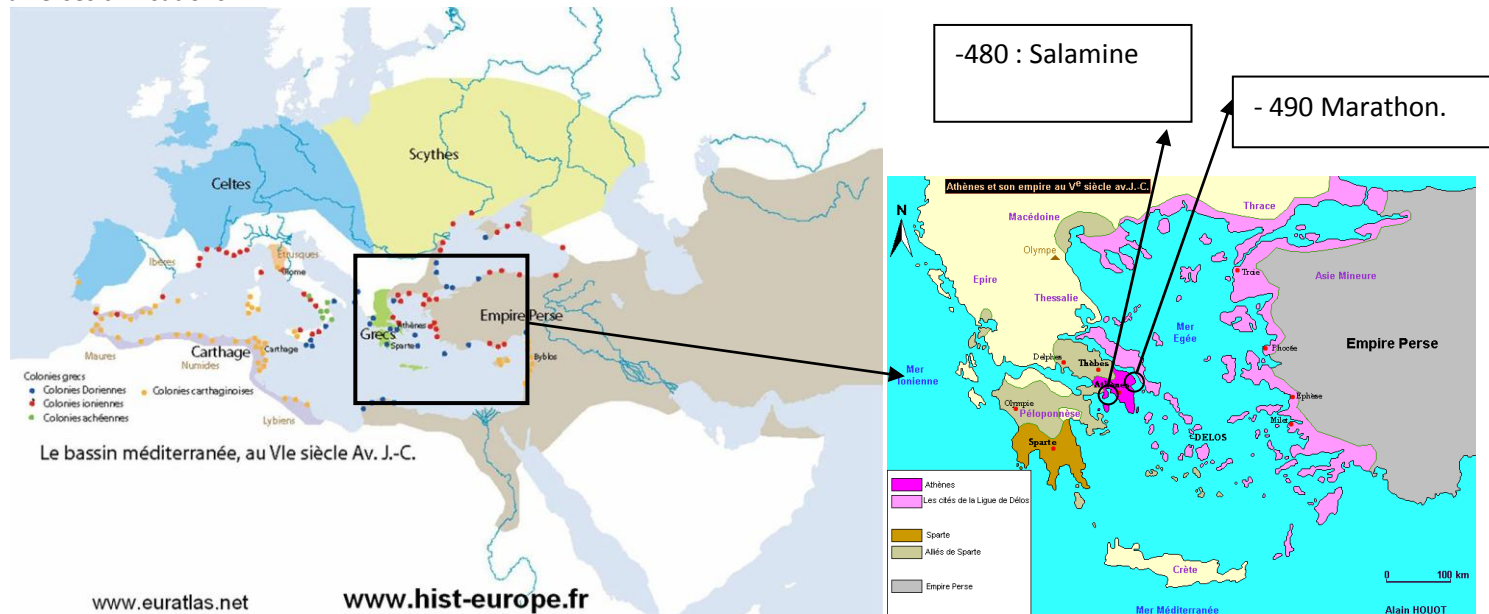 -480 : Salamine
- 490 Marathon.
Scythes
Celtes
Ibères
Etrusques
Rome
Athènes
Grecs
Sparte
Empire Perse
Byblos
Carthage
Carthage
Maures
Numides
Lybiens
Colonies grecs
Colonies Doriennes
Colonies ioniennes
Colonies achéennes
Colonies carthaginoises
Le bassin méditerranée, au VIe siècle Av. J.-C.
www.euratlas.net
www.hist-europe.fr
Athènes et son empire au Ve siècle av.J.-C.
N
Macédoine
Thrace
Olympe
Troie
Asie Mineure
Epire
Thessalie
Mer Egée
Phocée
Empire Perse
Delphes
Thèbes
Mer Ionienne
Athènes
Olympie
Péloponnèse
Ephèse
Milet
DELOS
Sparte
Athènes
Les cités de la Ligue de Délos
Sparte
Alliés de Sparte
Empire Perse
Crète
0 100 km
Mer Méditerranée
Alain HOUOT